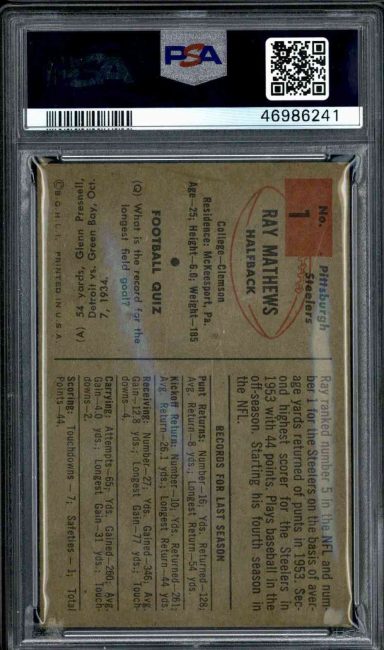 PSA
46986241
No.
1
Pittsburgh
Steelers
RAY MATHEWS
HALFBACK
College—Clemson
Residence: McKeesport, Pa.
Age—25; Height—6.0; Weight—185
FOOTBALL QUIZ
(Q) What is the record for the
longest field goal?
(A) 54 yards, Glenn Presnell,
Detroit vs. Green Bay, Oct.
7, 1934
© B.G.H.L.I. PRINTED IN U.S.A.
Ray ranked number 5 in the NFL and num-
ber 1 for the Steelers on the basis of aver-
age yards returned of punts in 1953. Sec-
ond highest scorer for the Steelers in
1953 with 44 points. Plays baseball in the
off-season. Starting his fourth season in
the NFL.
RECORDS FOR LAST SEASON
Punt Returns: Number—16, Yds. Returned—128;
Avg. Return—8 yds.; Longest Return—54 yds.
Kickoff Return: Number—10, Yds. Returned—261;
Avg. Return—26.1 yds.; Longest Return—44 yds.
Receiving: Number—27; Yds. Gained—346, Avg.
Gain—12.8 yds.; Longest Gain—77 yds.; Touch-
downs—4.
Carrying: Attempts—65; Yds. Gained—260, Avg.
Gain—4.0 yds.; Longest Gain—31 yds.; Touch-
downs—2.
Scoring: Touchdowns—7, Safeties—1; Total
Points—44.